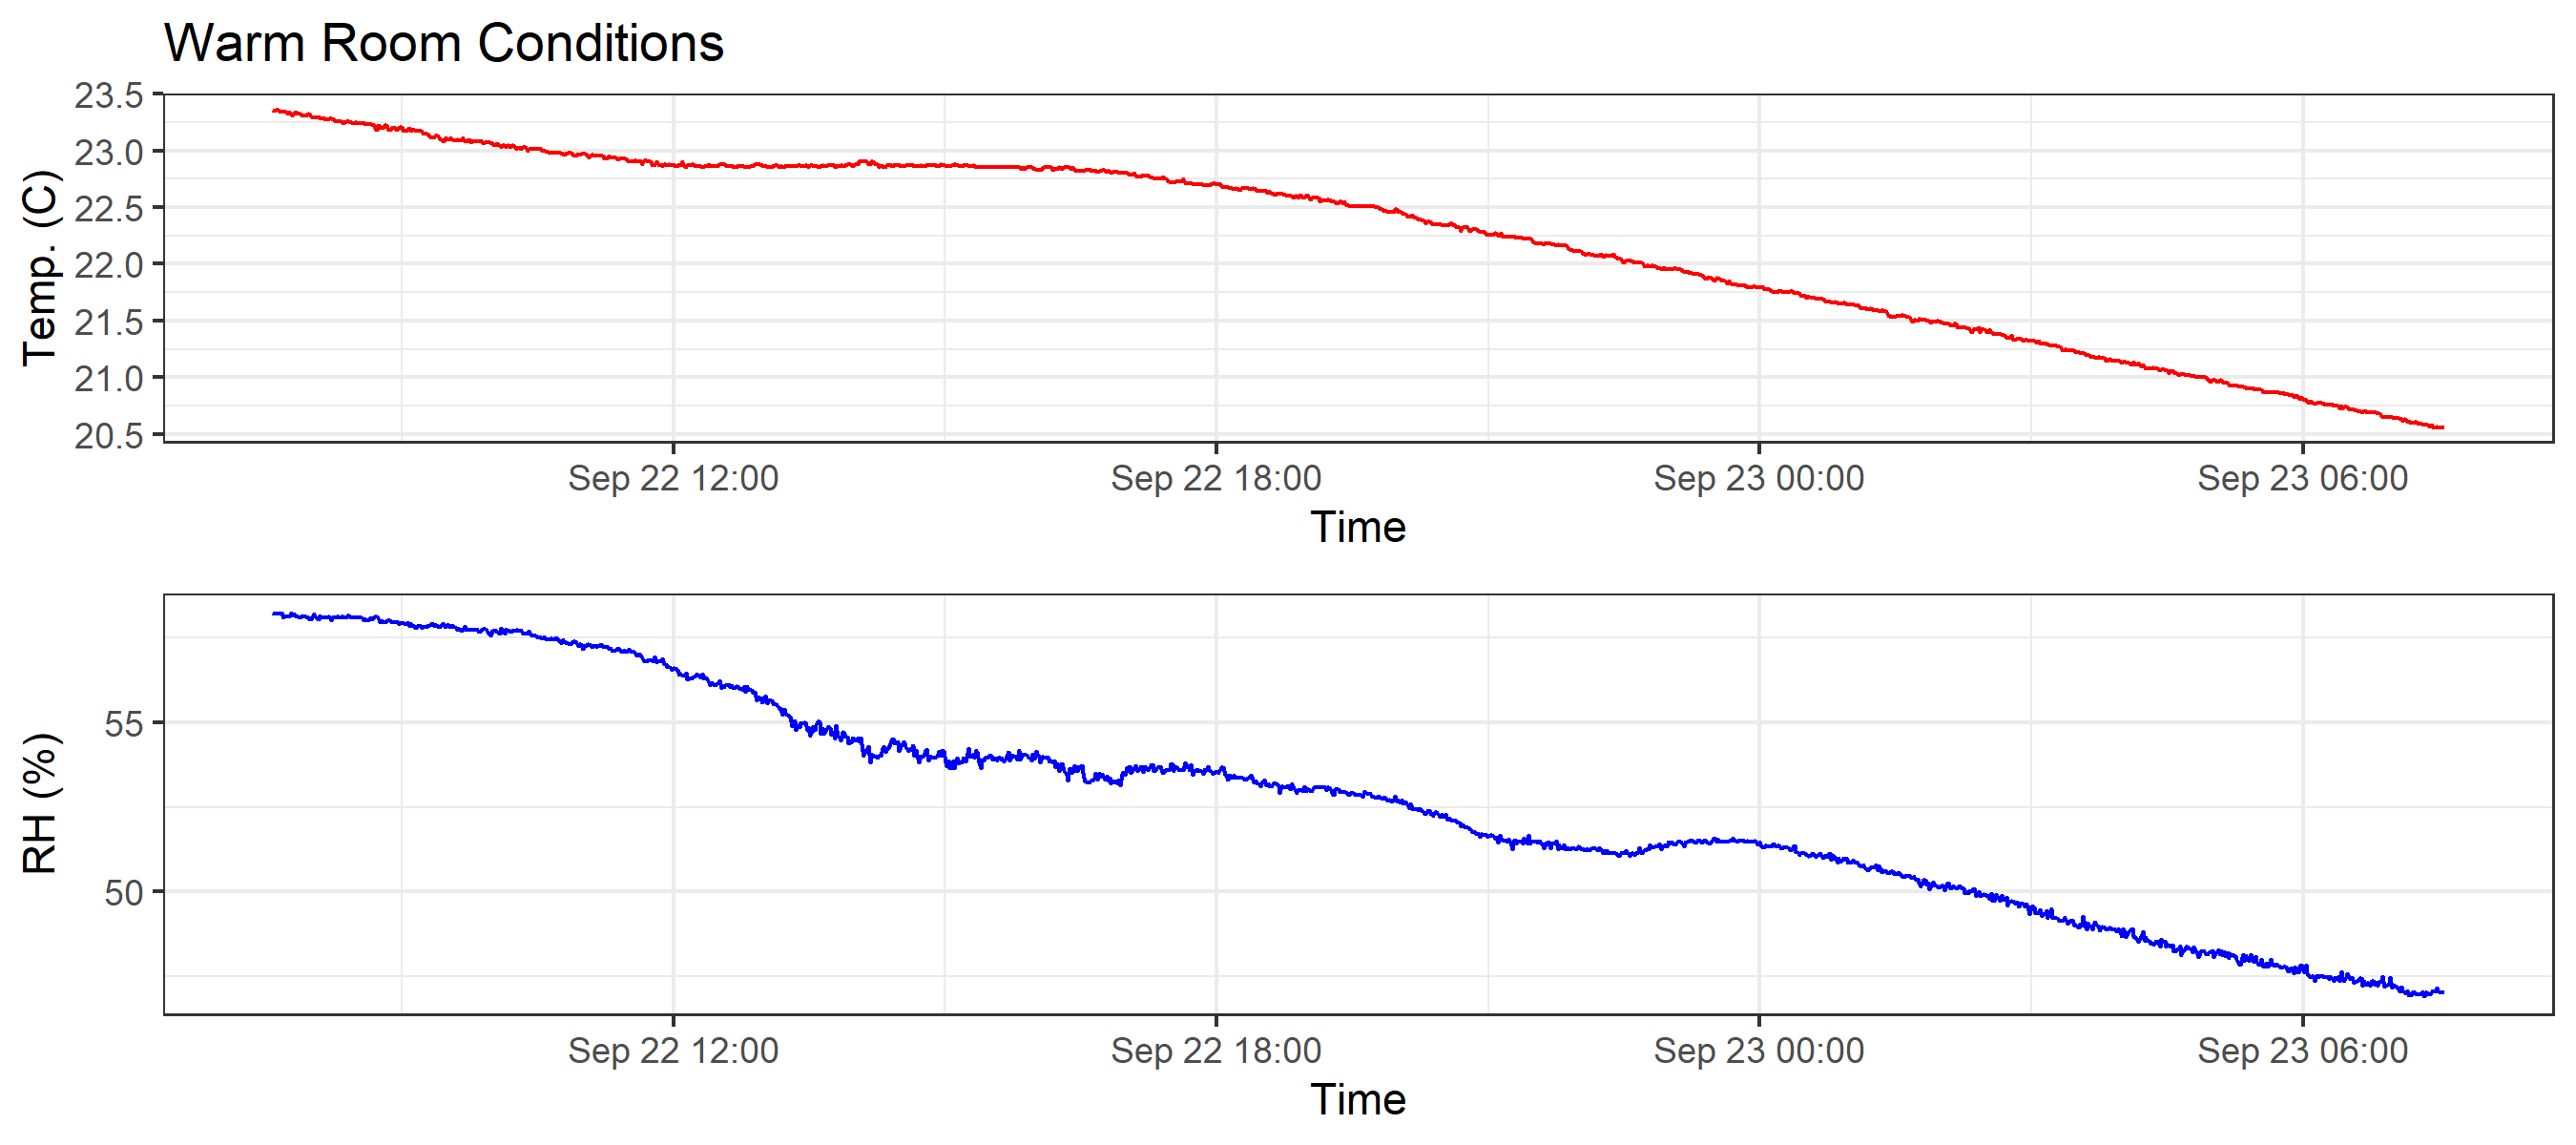 Warm Room Conditions
23.5
23.0
22.5
22.0
21.5
21.0
20.5
Temp. (C)
Sep 22 12:00 Sep 22 18:00 Sep 23 00:00 Sep 23 06:00
Time
55
50
RH (%)
Sep 22 12:00 Sep 22 18:00 Sep 23 00:00 Sep 23 06:00
Time